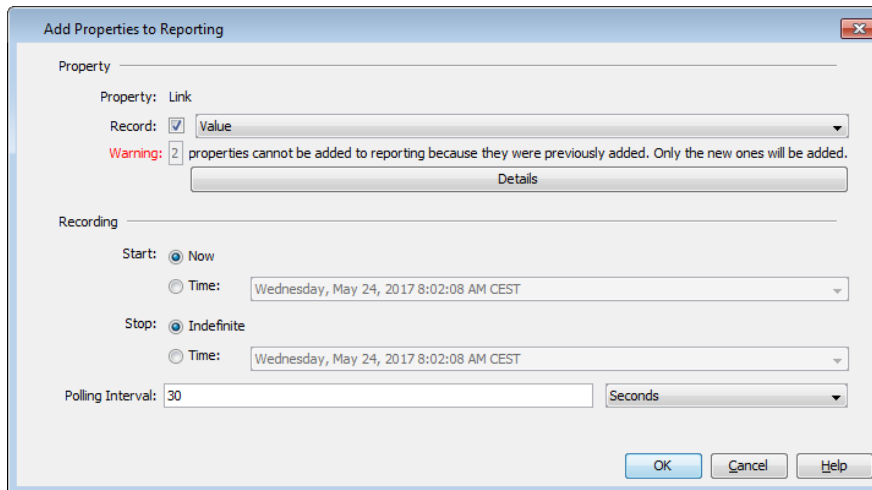 Add Properties to Reporting
Property
Property: Link
Record: Value
Warning: 2 properties cannot be added to reporting because they were previously added. Only the new ones will be added.
Details
Recording
Start: Now
Time: Wednesday, May 24, 2017 8:02:08 AM CEST
Stop: Indefinite
Time: Wednesday, May 24, 2017 8:02:08 AM CEST
Polling Interval: 30 Seconds
OK Cancel Help